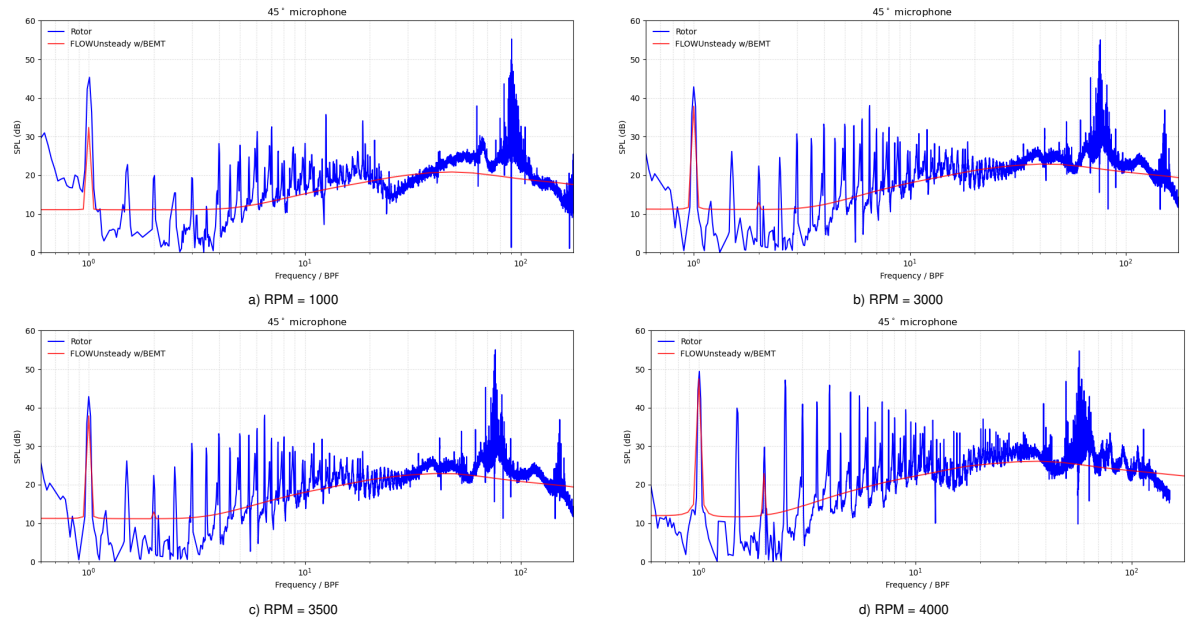 45° microphone
Rotor
FLOWUnsteady w/BEMT
SPL (dB)
60
50
40
30
20
10
0
10⁰
10¹
10²
Frequency / BPF
a) RPM = 1000
45° microphone
Rotor
FLOWUnsteady w/BEMT
SPL (dB)
60
50
40
30
20
10
0
10⁰
10¹
10²
Frequency / BPF
b) RPM = 3000
45° microphone
Rotor
FLOWUnsteady w/BEMT
SPL (dB)
60
50
40
30
20
10
0
10⁰
10¹
10²
Frequency / BPF
c) RPM = 3500
45° microphone
Rotor
FLOWUnsteady w/BEMT
SPL (dB)
60
50
40
30
20
10
0
10⁰
10¹
10²
Frequency / BPF
d) RPM = 4000